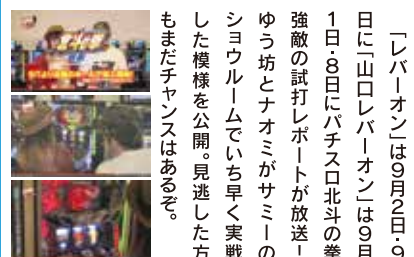 「レバーオン」は９月２日・９
日に「山口レバーオン」は９月
１日・８日にパチスロ北斗の拳
強敵の試打レポートが放送！
ゆう坊とナオミがサミーの
ショウルームでいち早く実戦
した模様を公開。見逃した方
もまだチャンスはあるぞ。